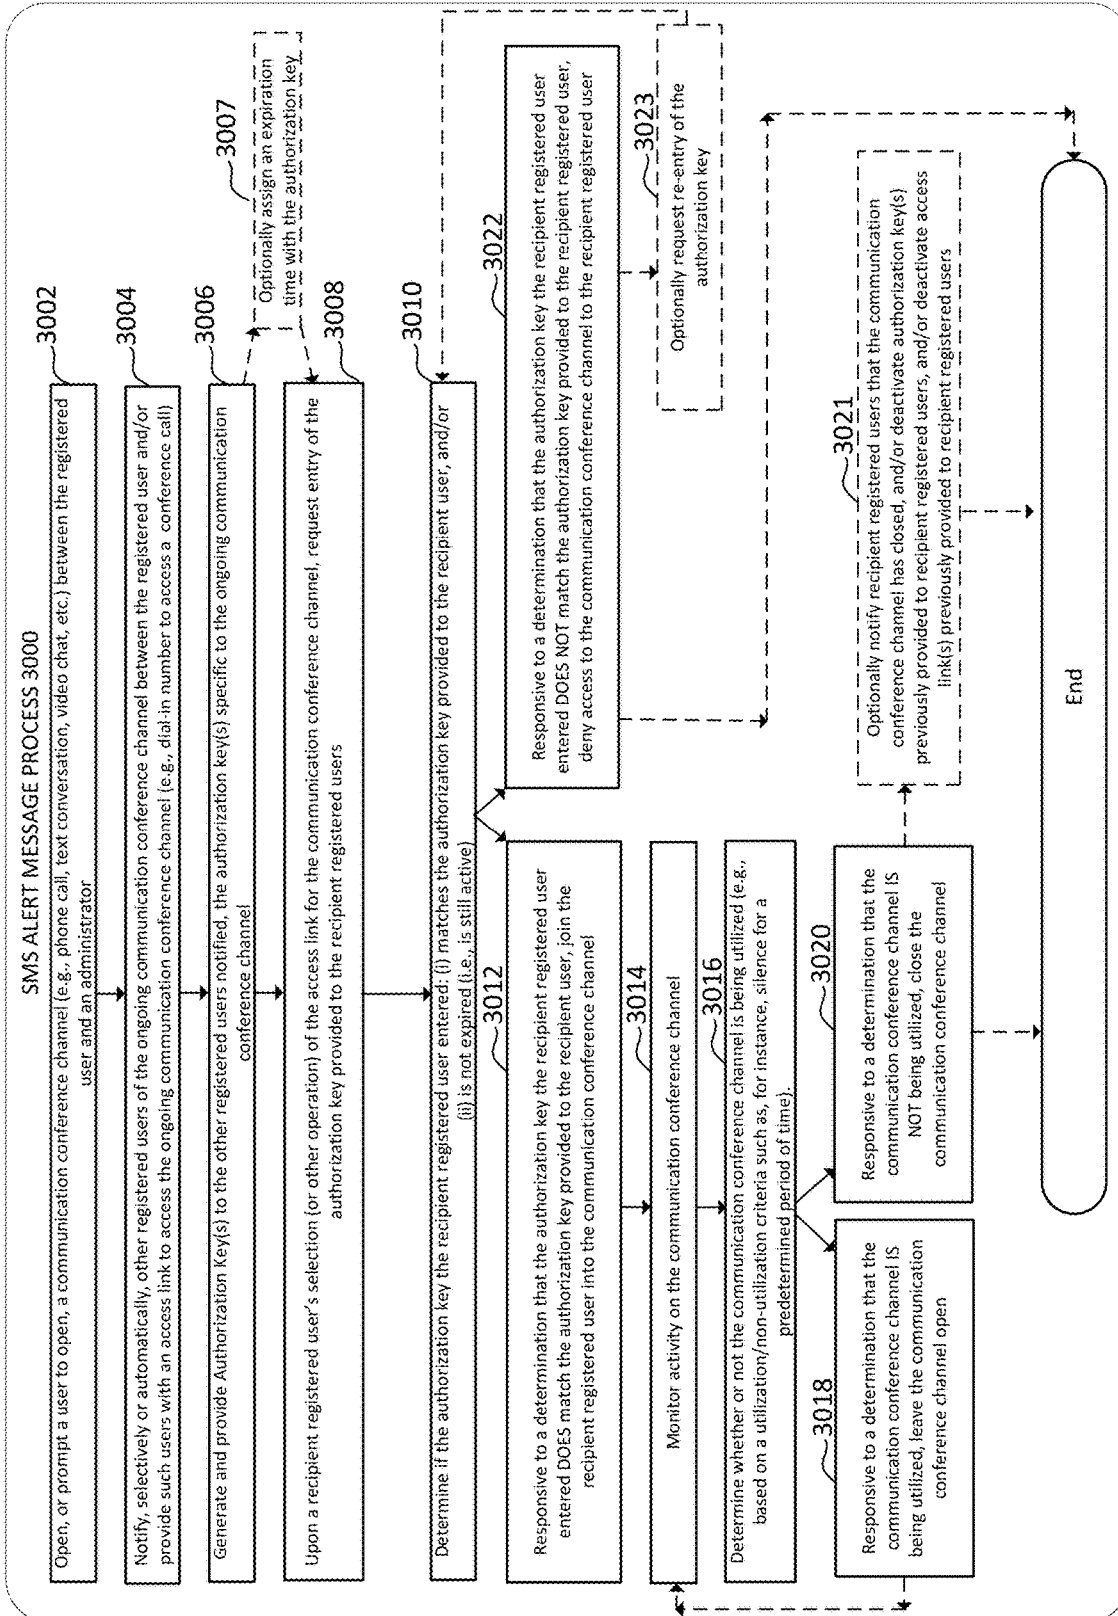 SMS ALERT MESSAGE PROCESS 3000
3002
Open, or prompt a user to open, a communication conference channel (e.g., phone call, text conversation, video chat, etc.) between the registered
user and an administrator
3004
Notify, selectively or automatically, other registered users of the ongoing communication conference channel between the registered user and/or
provide such users with an access link to access the ongoing communication conference channel (e.g., dial-in number to access a conference call)
3006
Generate and provide Authorization Key(s) to the other registered users notified, the authorization key(s) specific to the ongoing communication
conference channel
3007
Optionally assign an expiration
time with the authorization key
3008
Upon a recipient registered user's selection (or other operation) of the access link for the communication conference channel, request entry of the
authorization key provided to the recipient registered users
3010
Determine if the authorization key the recipient registered user entered: (i) matches the authorization key provided to the recipient user, and/or
(ii) is not expired (i.e., is still active)
3012
Responsive to a determination that the authorization key the recipient registered user
entered DOES match the authorization key provided to the recipient user, join the
recipient registered user into the communication conference channel
3022
Responsive to a determination that the authorization key the recipient registered user
entered DOES NOT match the authorization key provided to the recipient registered user,
deny access to the communication conference channel to the recipient registered user
3023
Optionally request re-entry of the
authorization key
3014
Monitor activity on the communication conference channel
3016
Determine whether or not the communication conference channel is being utilized (e.g.,
based on a utilization/non-utilization criteria such as, for instance, silence for a
predetermined period of time).
3018
Responsive to a determination that the
communication conference channel IS
being utilized, leave the communication
conference channel open
3020
Responsive to a determination that the
communication conference channel IS
NOT being utilized, close the
communication conference channel
3021
Optionally notify recipient registered users that the communication
conference channel has closed, and/or deactivate authorization key(s)
previously provided to recipient registered users, and/or deactivate access
link(s) previously provided to recipient registered users
End